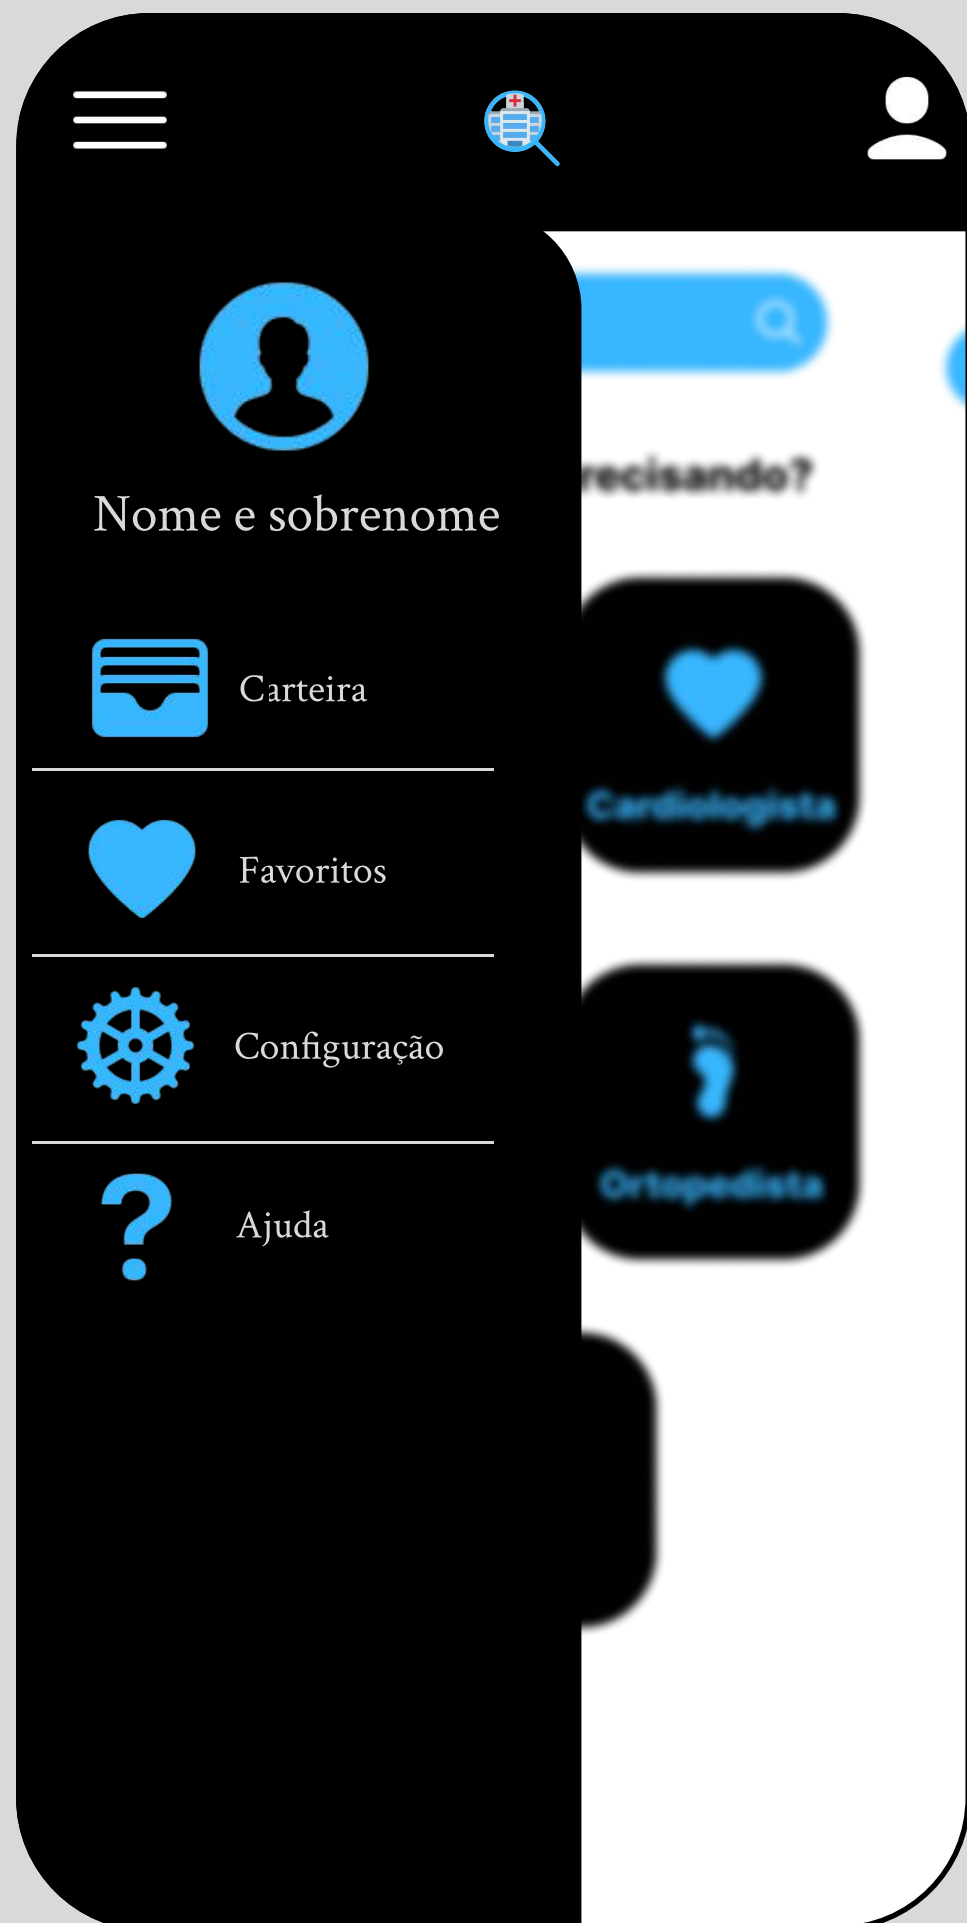 Nome e sobrenome
Carteira
Favoritos
Configuração
Ajuda
recisando?
Cardiologista
Ortopedista